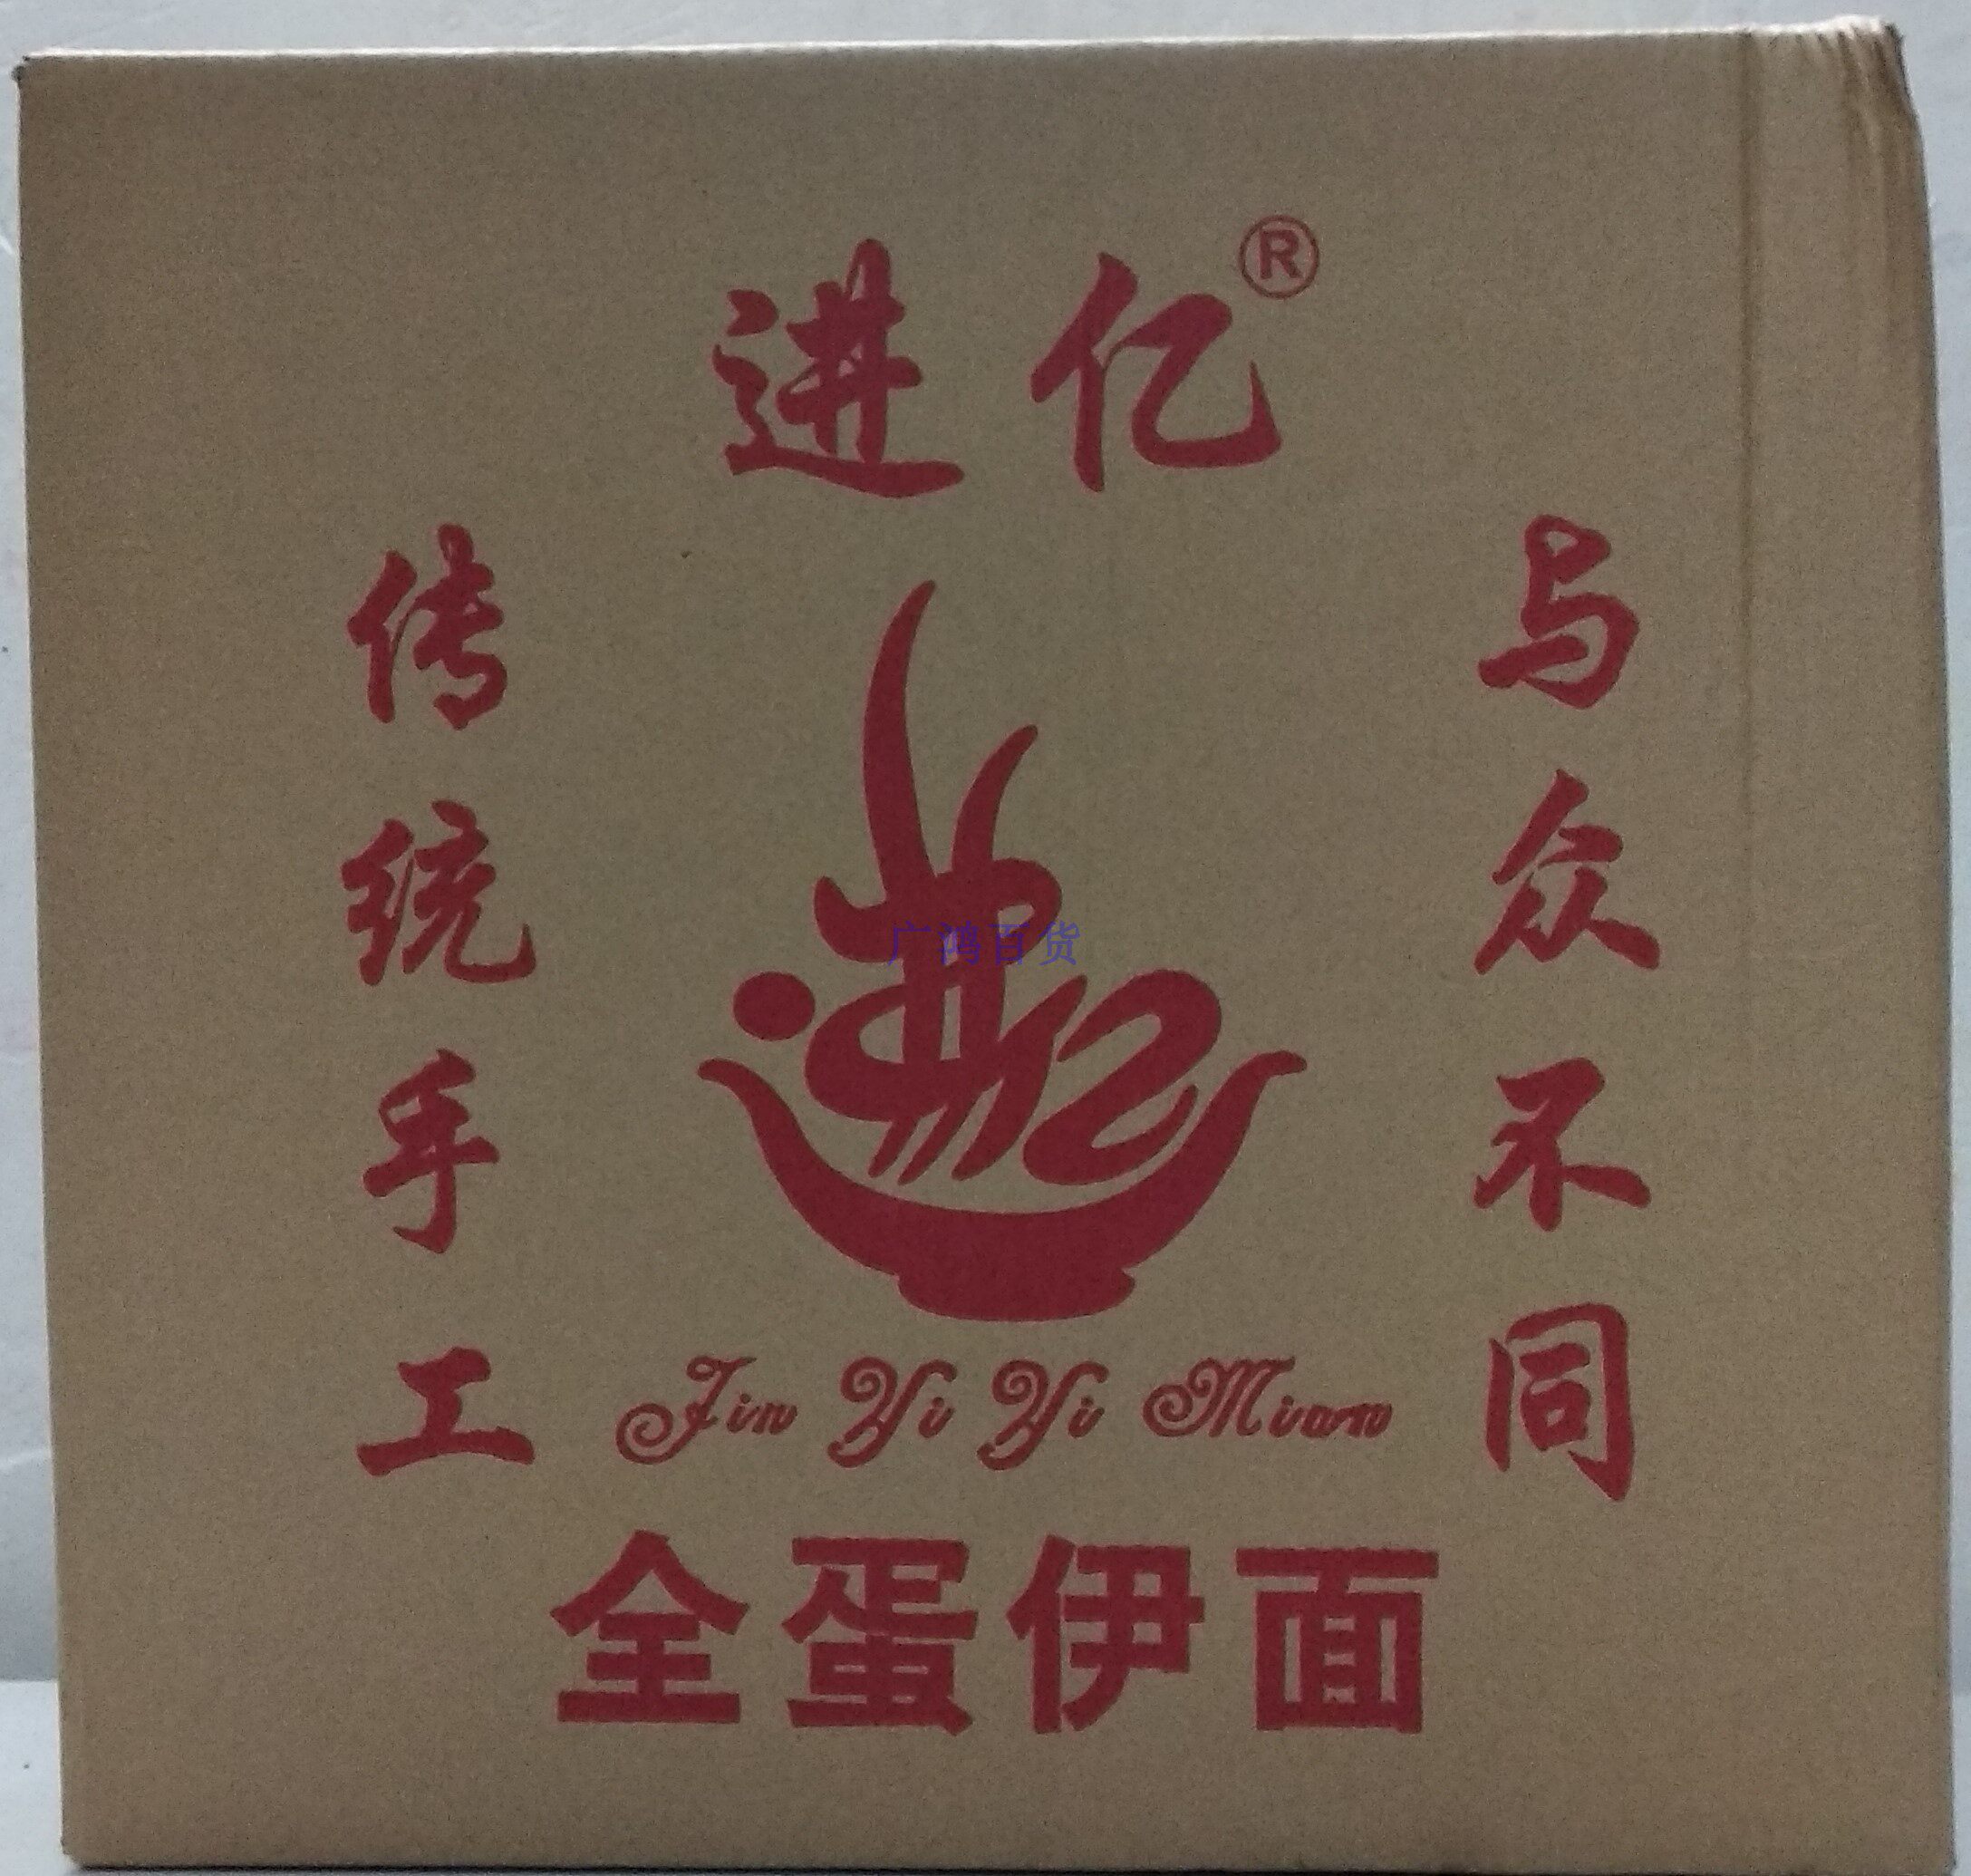 进亿®
传统手工
与众不同
广鸿百货
Jin Yi Yi Mian
全蛋伊面